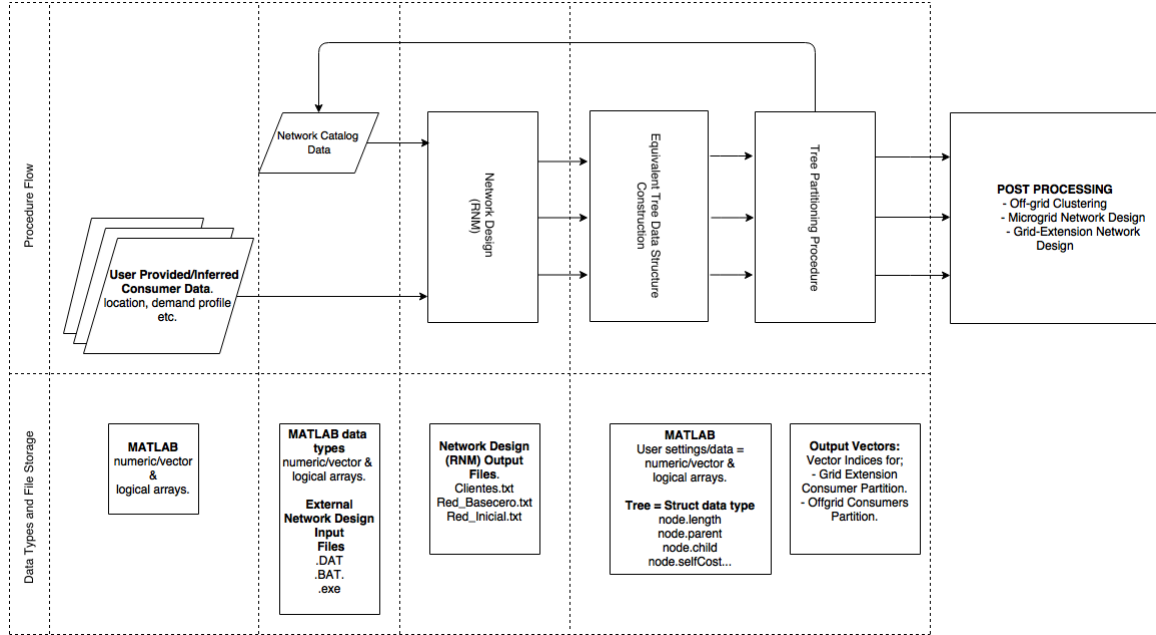 Procedure Flow
Network Catalog
Data
User Provided/Inferred
Consumer Data.
location, demand profile
etc.
Network Design
(RNM)
Equivalent Tree Data Structure
Construction
Tree Partitioning Procedure
POST PROCESSING
- Off-grid Clustering
- Microgrid Network Design
- Grid-Extension Network
Design
Data Types and File Storage
MATLAB
numeric/vector
&
logical arrays.
MATLAB data
types
numeric/vector &
logical arrays.
External
Network Design
Input
Files
.DAT
.BAT.
.exe
Network Design
(RNM) Output
Files.
Clientes.txt
Red_Basecero.txt
Red_Inicial.txt
MATLAB
User settings/data =
numeric/vector &
logical arrays.
Tree = Struct data type
node.length
node.parent
node.child
node.selfCost...
Output Vectors:
Vector Indices for;
- Grid Extension
Consumer Partition.
- Offgrid Consumers
Partition.